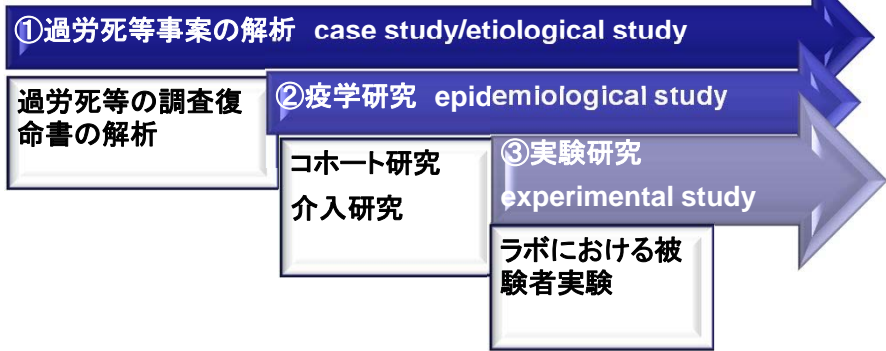 ①過労死等事案の解析 case study/etiological study
過労死等の調査復
命書の解析
②疫学研究 epidemiological study
コホート研究
介入研究
③実験研究
experimental study
ラボにおける被
験者実験